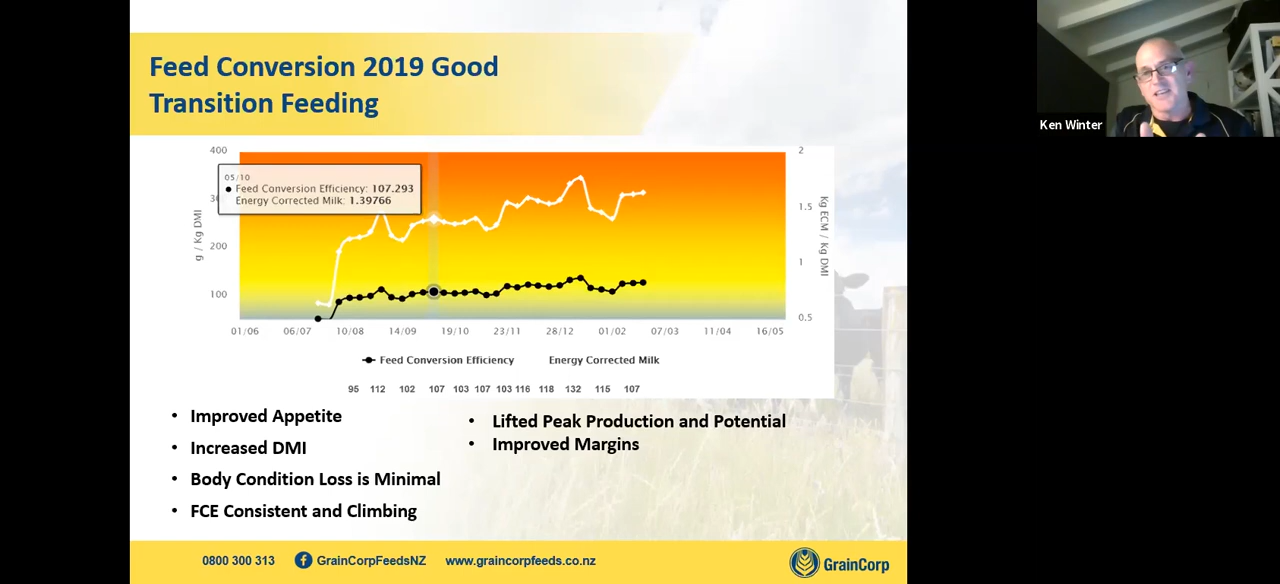 Feed Conversion 2019 Good
Transition Feeding
Ken Winter
400
2
05/10
Feed Conversion Efficiency: 107.293
Energy Corrected Milk: 1.39766
1.5
200
1
100
0.5
g / Kg DMI
Kg ECM / Kg DMI
01/06 06/07 10/08 14/09 19/10 23/11 28/12 01/02 07/03 11/04 16/05
Feed Conversion Efficiency Energy Corrected Milk
95 112 102 107 103 107 103 116 118 132 115 107
• Improved Appetite
• Increased DMI
• Body Condition Loss is Minimal
• FCE Consistent and Climbing
• Lifted Peak Production and Potential
• Improved Margins
0800 300 313 GrainCorpFeedsNZ www.graincorpfeeds.co.nz
GrainCorp